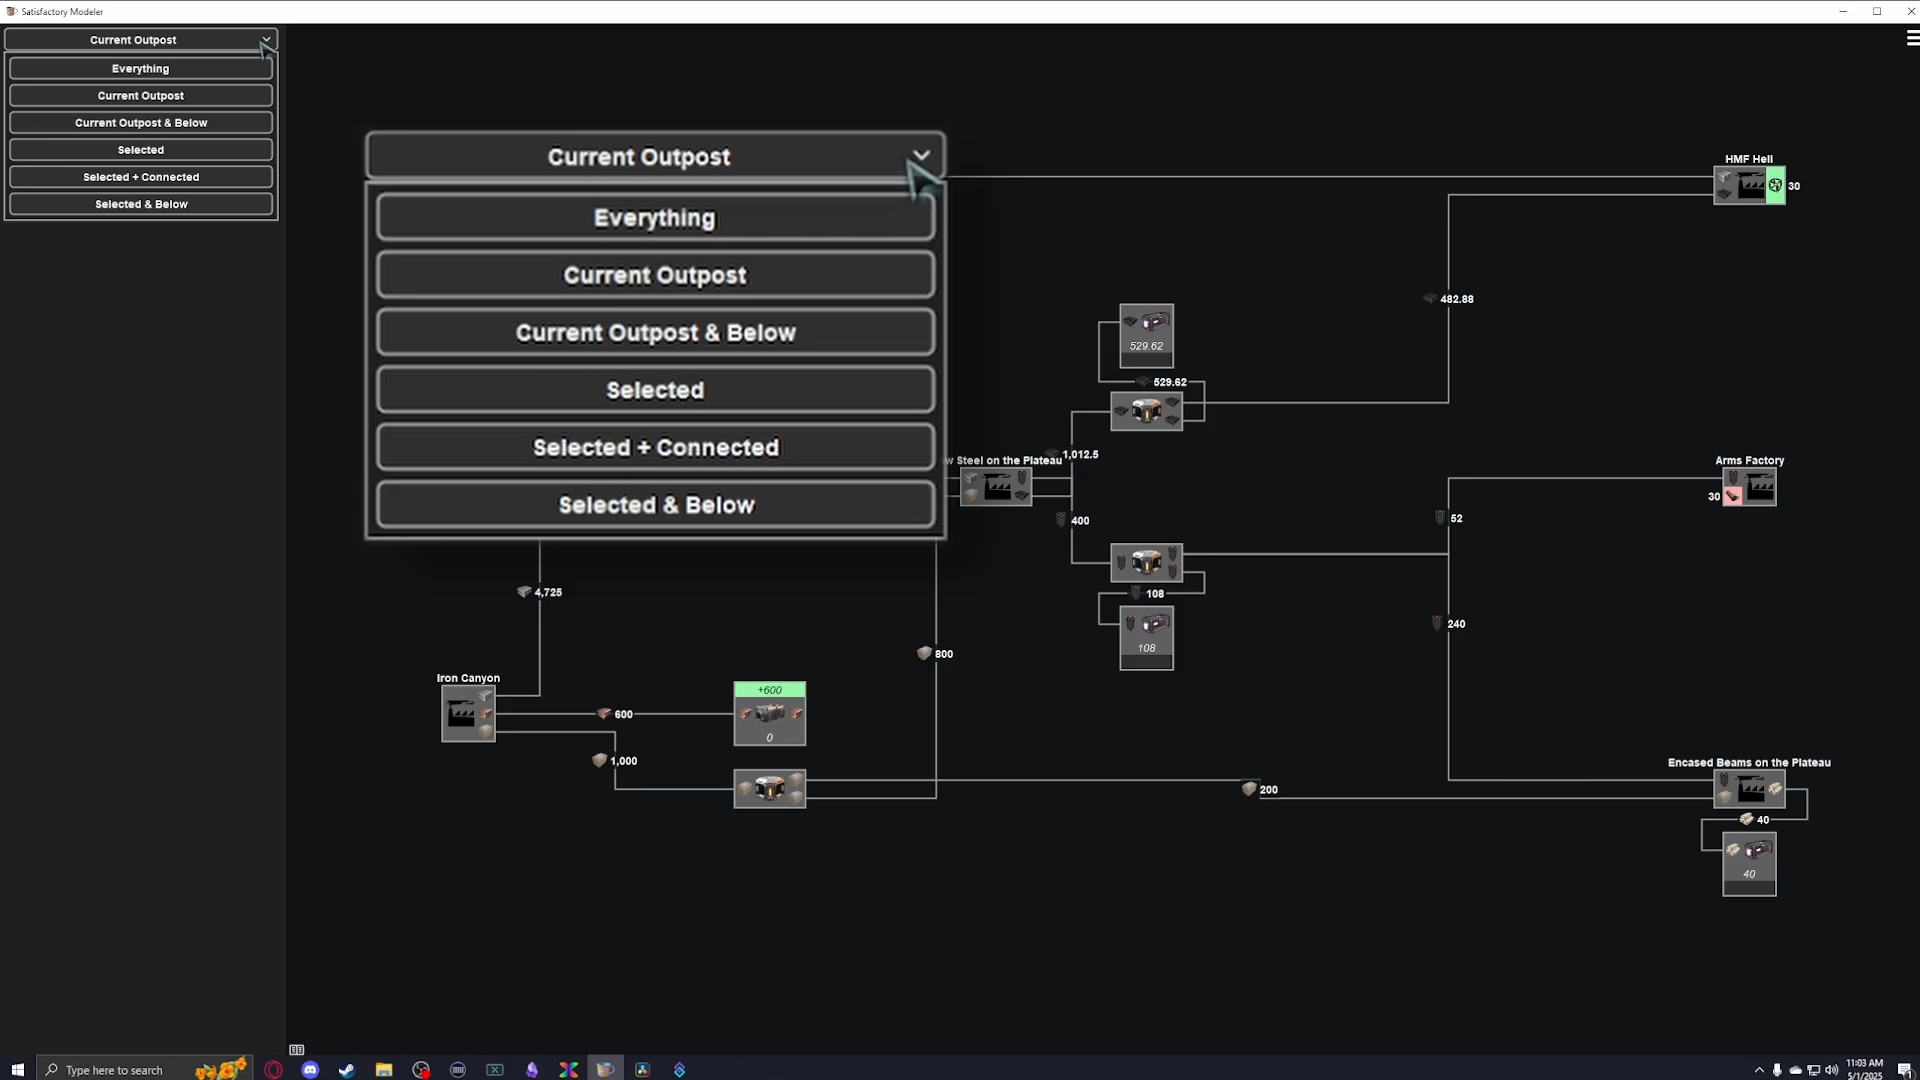 Satisfactory Modeler
Current Outpost
Everything
Current Outpost
Current Outpost & Below
Selected
Selected + Connected
Selected & Below
Current Outpost
Everything
Current Outpost
Current Outpost & Below
Selected
Selected + Connected
Selected & Below
HMF Hell
30
482.88
529.62
529.62
Steel on the Plateau
1,012.5
400
Arms Factory
30
52
108
108
240
4,725
800
Iron Canyon
600
+600
0
1,000
200
Encased Beams on the Plateau
40
40
Type here to search
11:03 AM
5/1/2025